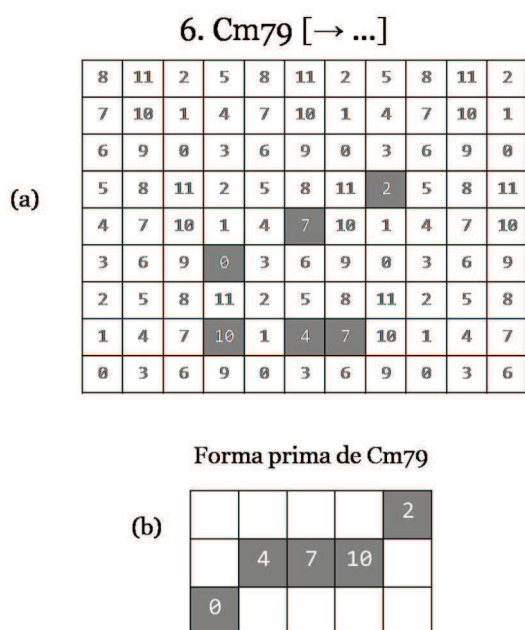 6. Cm79 [→ ...]
8 11 2 5 8 11 2 5 8 11 2
7 10 1 4 7 10 1 4 7 10 1
6 9 0 3 6 9 0 3 6 9 0
(a)
5 8 11 2 5 8 11 2 5 8 11
4 7 10 1 4 7 10 1 4 7 10
3 6 9 0 3 6 9 0 3 6 9
2 5 8 11 2 5 8 11 2 5 8
1 4 7 10 1 4 7 10 1 4 7
0 3 6 9 0 3 6 9 0 3 6
Forma prima de Cm79
(b)
2
4 7 10
0